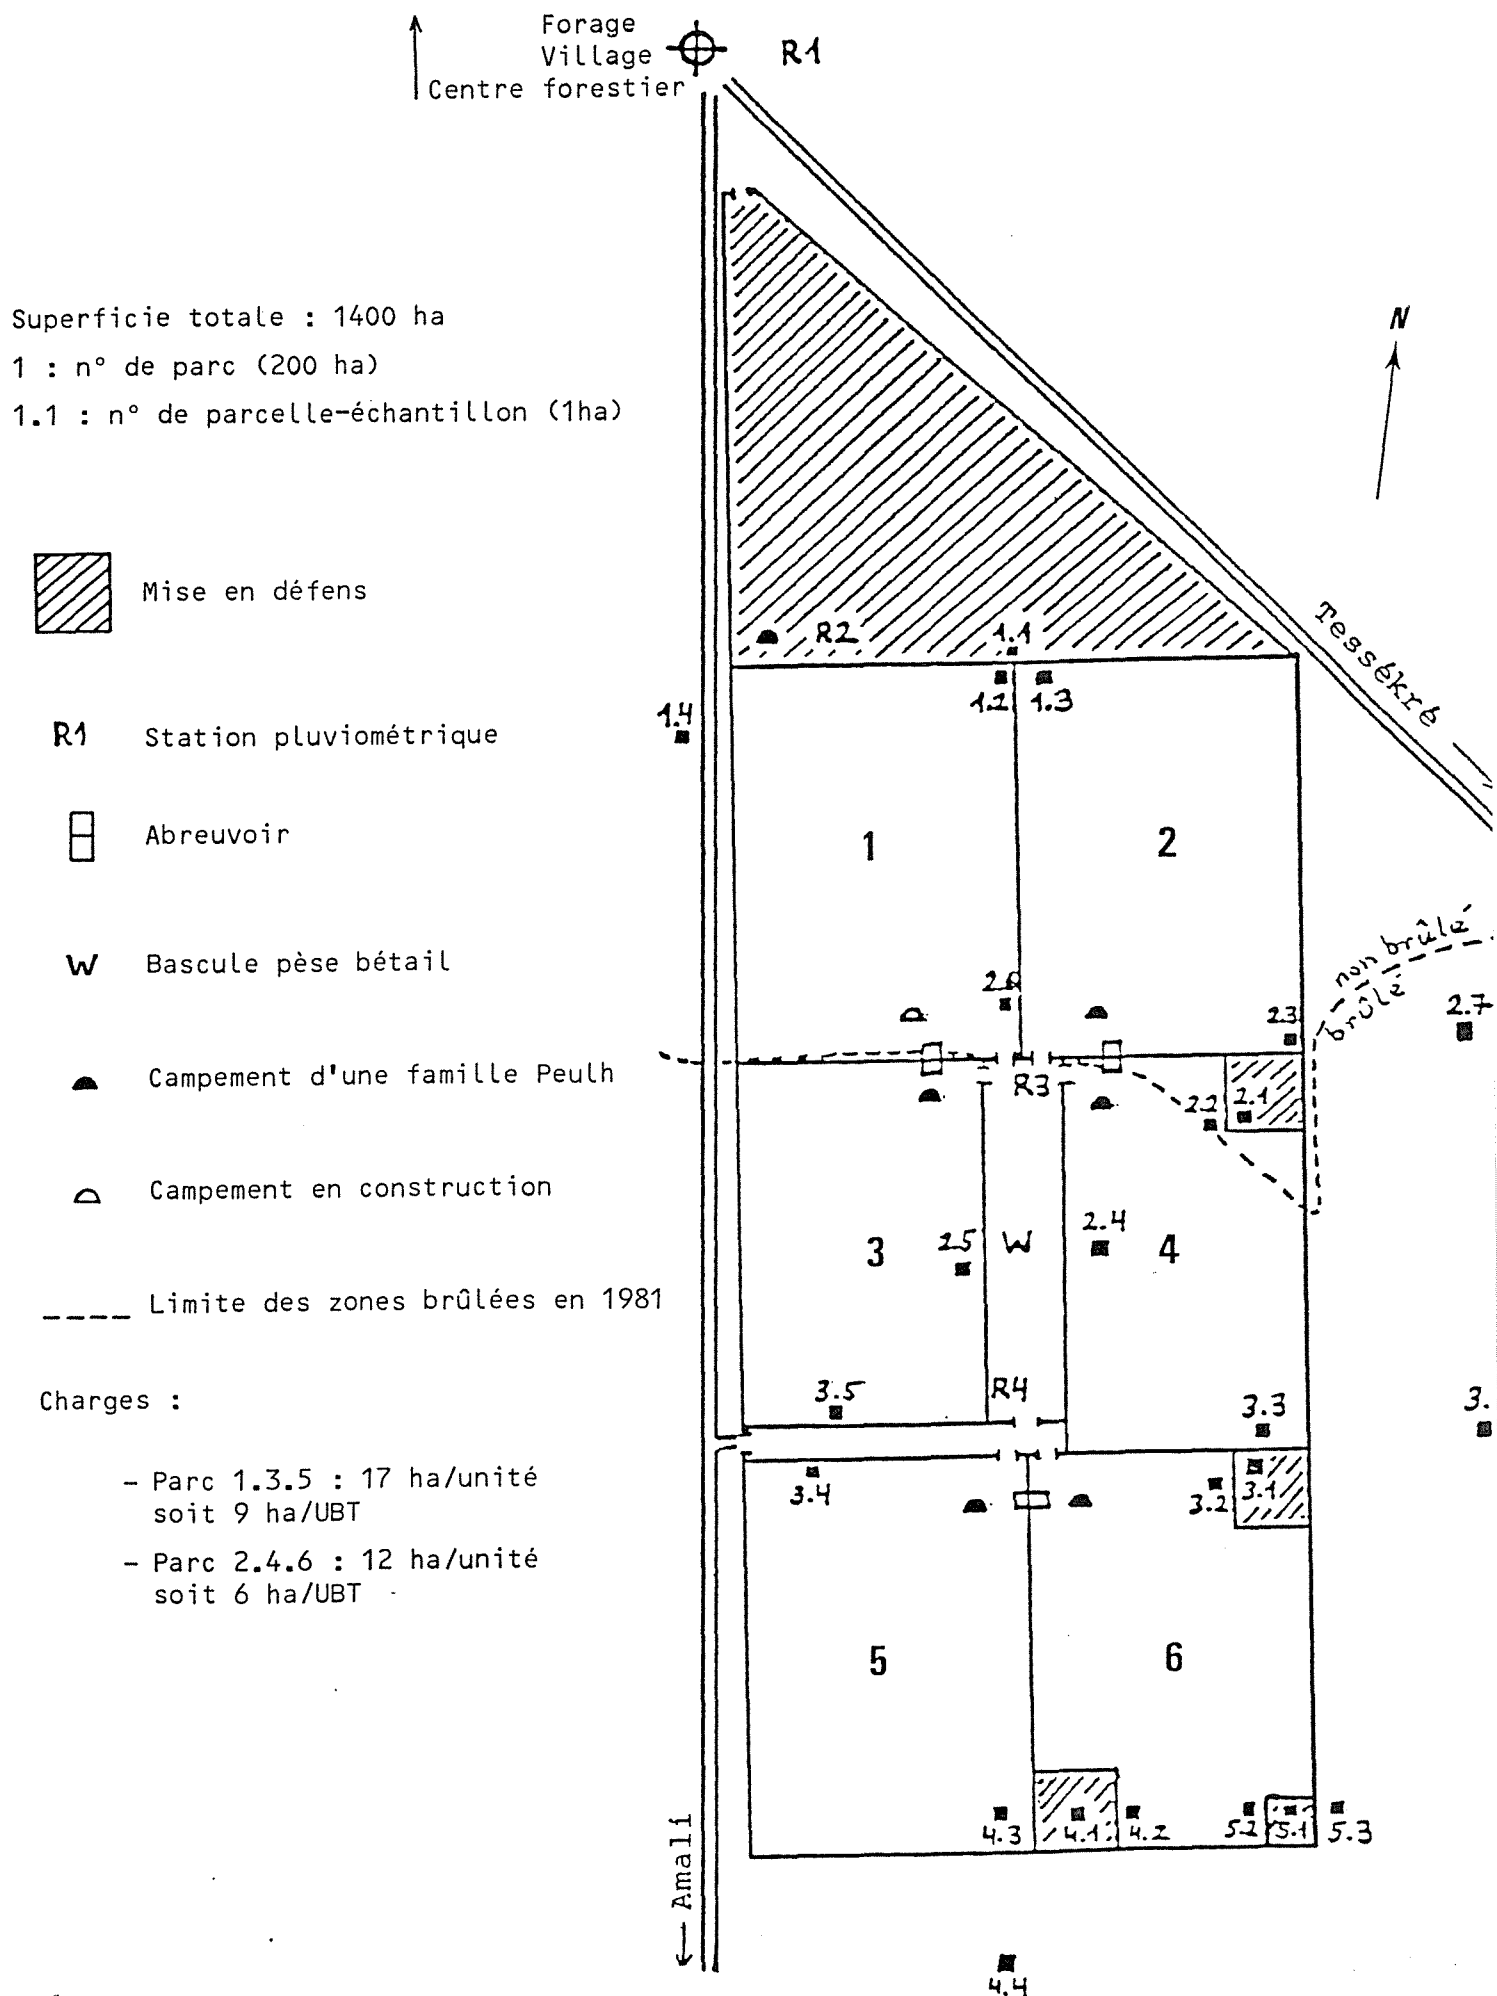 Forage
Village
Centre forestier
R1
Superficie totale : 1400 ha
1 : n° de parc (200 ha)
1.1 : n° de parcelle-échantillon (1ha)
N
Mise en défens
Tessékré
R2
1.1
1.2
1.3
1.4
R1 Station pluviométrique
Abreuvoir
1
2
W Bascule pèse bétail
non brûlé
brûlé
2.3
2.7
Campement d'une famille Peulh
R3
2.2
2.1
Campement en construction
3
2.5
W
2.4
4
Limite des zones brûlées en 1981
Charges :
3.5
R4
3.3
3.
– Parc 1.3.5 : 17 ha/unité
soit 9 ha/UBT
3.4
3.2
3.1
– Parc 2.4.6 : 12 ha/unité
soit 6 ha/UBT
5
6
4.3
4.1
4.2
5.2
5.1
5.3
Amali
4.4